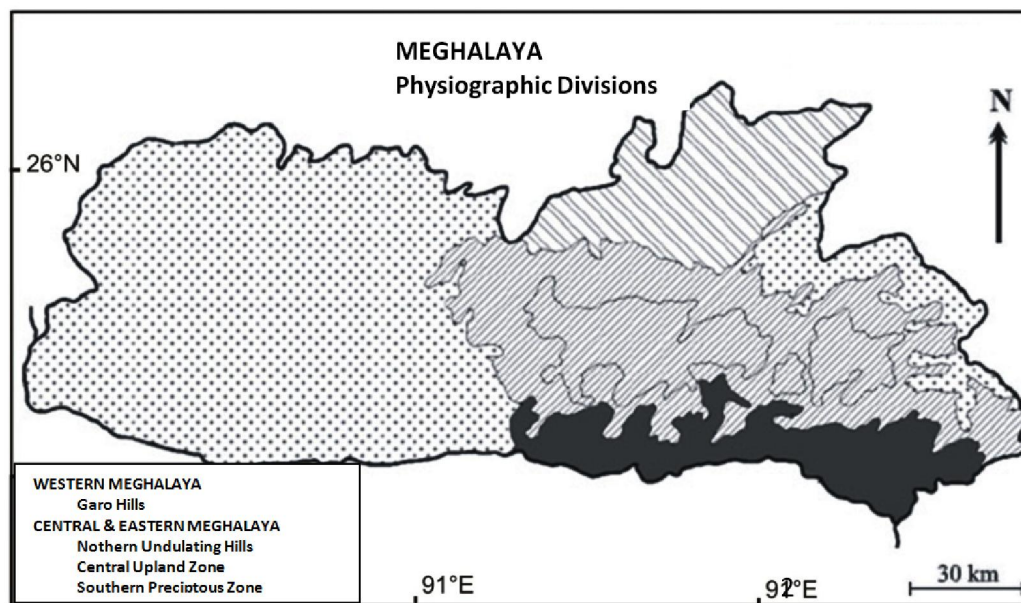 MEGHALAYA
Physiographic Divisions
N
26°N
WESTERN MEGHALAYA
Garo Hills
CENTRAL & EASTERN MEGHALAYA
Nothern Undulating Hills
Central Upland Zone
Southern Preciptous Zone
91°E
30 km